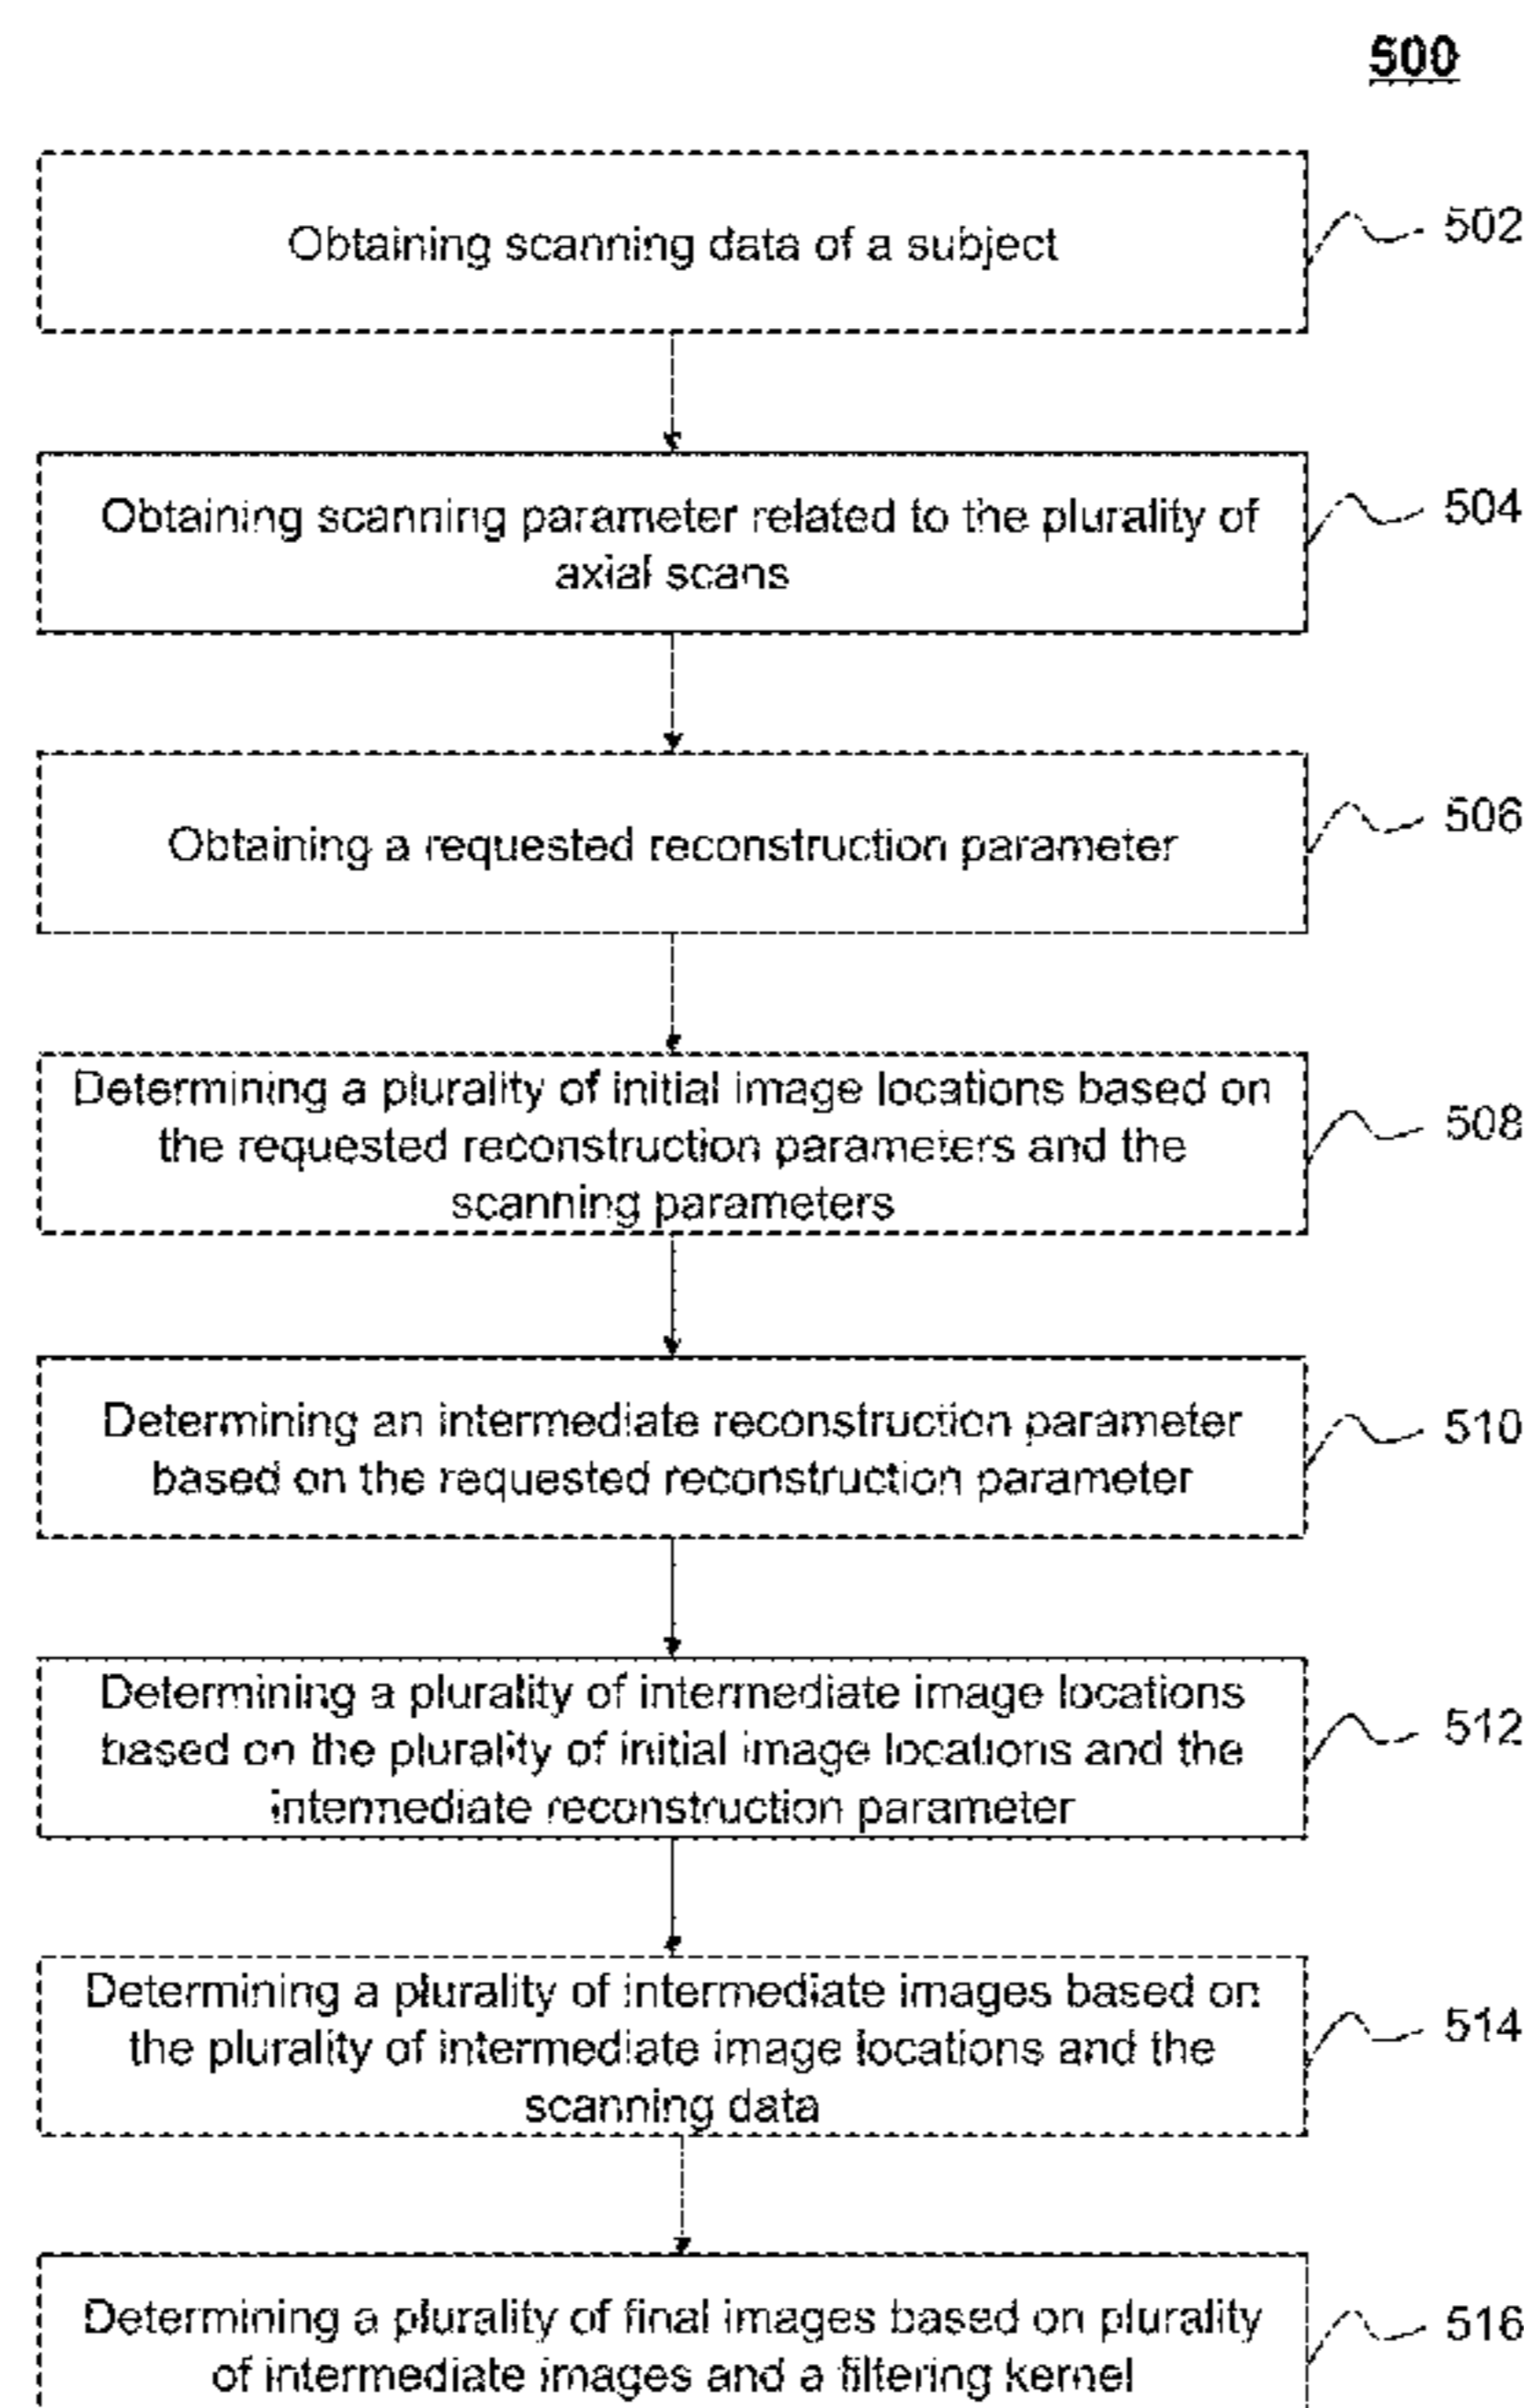 500
Obtaining scanning data of a subject
502
Obtaining scanning parameter related to the plurality of
axial scans
504
Obtaining a requested reconstruction parameter
506
Determining a plurality of initial image locations based on
the requested reconstruction parameters and the
scanning parameters
508
Determining an intermediate reconstruction parameter
based on the requested reconstruction parameter
510
Determining a plurality of intermediate image locations
based on the plurality of initial image locations and the
intermediate reconstruction parameter
512
Determining a plurality of intermediate images based on
the plurality of intermediate image locations and the
scanning data
514
Determining a plurality of final images based on plurality
of intermediate images and a filtering kernel
516